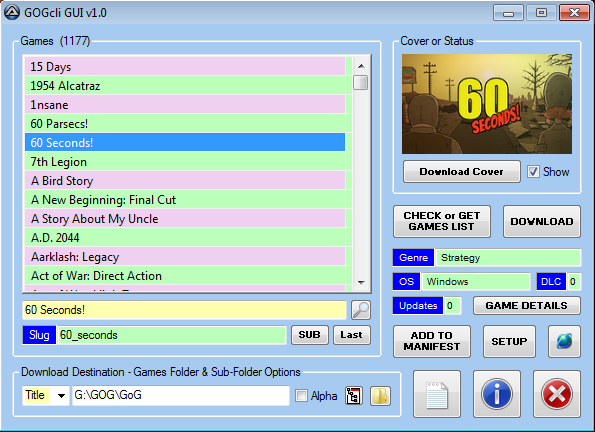 GOGcli GUI v1.0
Games (1177)
15 Days
1954 Alcatraz
1nsane
60 Parsecs!
60 Seconds!
7th Legion
A Bird Story
A New Beginning: Final Cut
A Story About My Uncle
A.D. 2044
Aarklash: Legacy
Act of War: Direct Action
60 Seconds!
Slug 60_seconds SUB Last
Cover or Status
60
SECONDS!
Download Cover Show
CHECK or GET
GAMES LIST
DOWNLOAD
Genre Strategy
OS Windows DLC 0
Updates 0 GAME DETAILS
ADD TO
MANIFEST
SETUP
Download Destination - Games Folder & Sub-Folder Options
Title G:\GOG\GoG Alpha